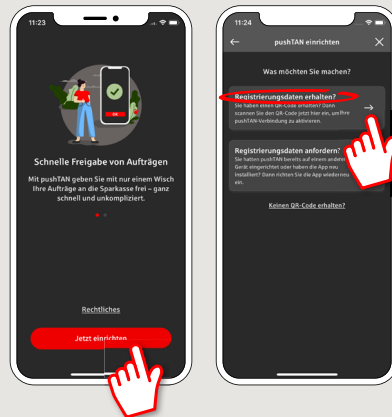 11:23
OK
Schnelle Freigabe von Aufträgen
Mit pushTAN geben Sie mit nur einem Wisch
Ihre Aufträge an die Sparkasse frei – ganz
schnell und unkompliziert.
Rechtliches
Jetzt einrichten
11:24
pushTAN einrichten
Was möchten Sie machen?
Registrierungsdaten erhalten?
Sie haben einen QR-Code erhalten? Dann
scannen Sie den QR-Code jetzt hier ein, um Ihre
pushTAN-Verbindung zu aktivieren.
Registrierungsdaten anfordern?
Sie hatten pushTAN bereits auf einem
Gerät eingerichtet oder haben die App neu
installiert? Dann richten Sie die App wieder neu
ein.
Keinen QR-Code erhalten?